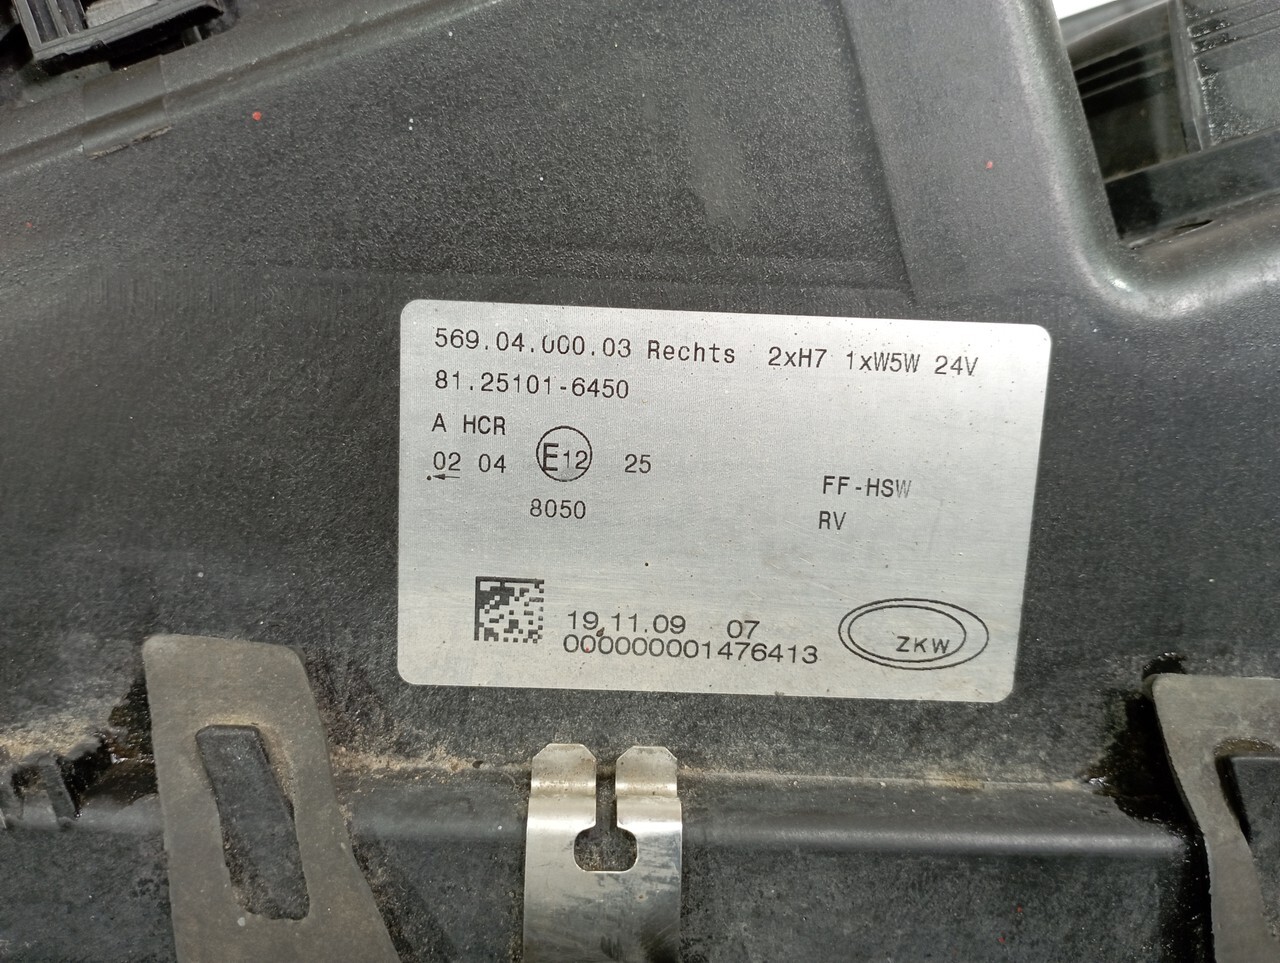 569.04.000.03 Rechts 2xH7 1xW5W 24V
81.25101-6450
A HCR
02 04 E12 25
8050
FF-HSW
RV
19.11.09 07
000000001476413
ZKW